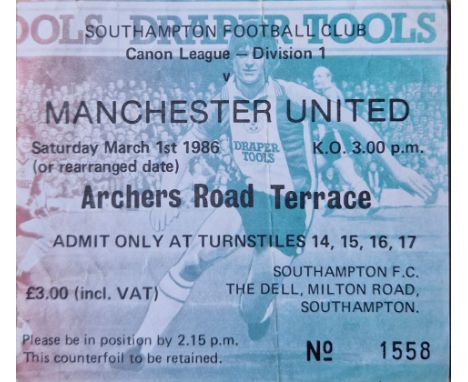 OOLS DRAPER TOOLS
SOUTHAMPTON FOOTBALL CLUB
Canon League — Division 1
v
MANCHESTER UNITED
Saturday March 1st 1986
K.O. 3.00 p.m.
(or rearranged date)
DRAPER
TOOLS
Archers Road Terrace
ADMIT ONLY AT TURNSTILES 14, 15, 16, 17
SOUTHAMPTON F.C.
£3.00 (incl. VAT)
THE DELL, MILTON ROAD,
SOUTHAMPTON.
Please be in position by 2.15 p.m.
This counterfoil to be retained.
Nº 1558